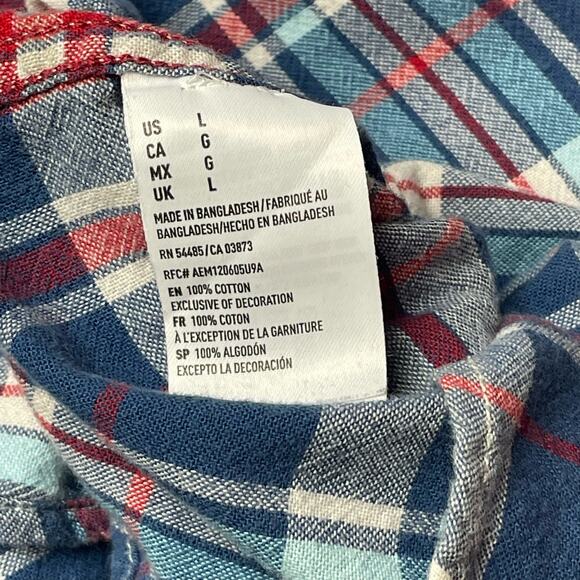 US L
CA G
MX G
UK L
MADE IN BANGLADESH/FABRIQUÉ AU
BANGLADESH/HECHO EN BANGLADESH
RN 54485/CA 03873
RFC# AEM120605U9A
EN 100% COTTON
EXCLUSIVE OF DECORATION
FR 100% COTON
À L'EXCEPTION DE LA GARNITURE
SP 100% ALGODÓN
EXCEPTO LA DECORACIÓN